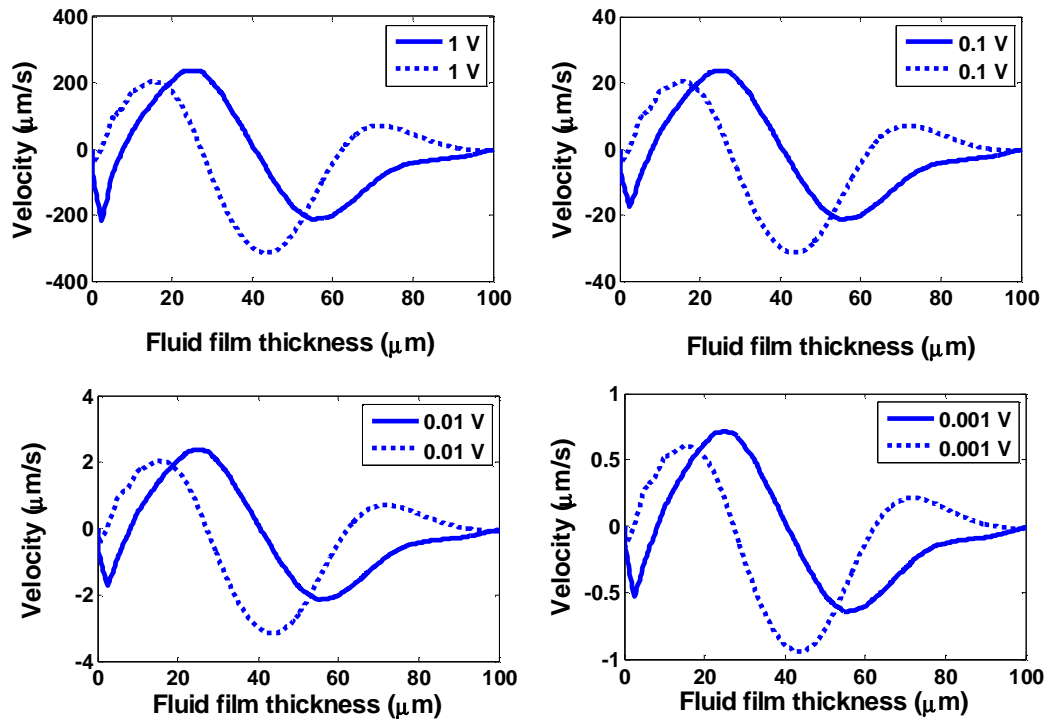 Velocity (μm/s)
400
200
0
-200
-400
1 V
1 V
0
20
40
60
80
100
Fluid film thickness (μm)
Velocity (μm/s)
40
20
0
-20
-40
0.1 V
0.1 V
0
20
40
60
80
100
Fluid film thickness (μm)
Velocity (μm/s)
4
2
0
-2
-4
0.01 V
0.01 V
0
20
40
60
80
100
Fluid film thickness (μm)
Velocity (μm/s)
1
0.5
0
-0.5
-1
0.001 V
0.001 V
0
20
40
60
80
100
Fluid film thickness (μm)